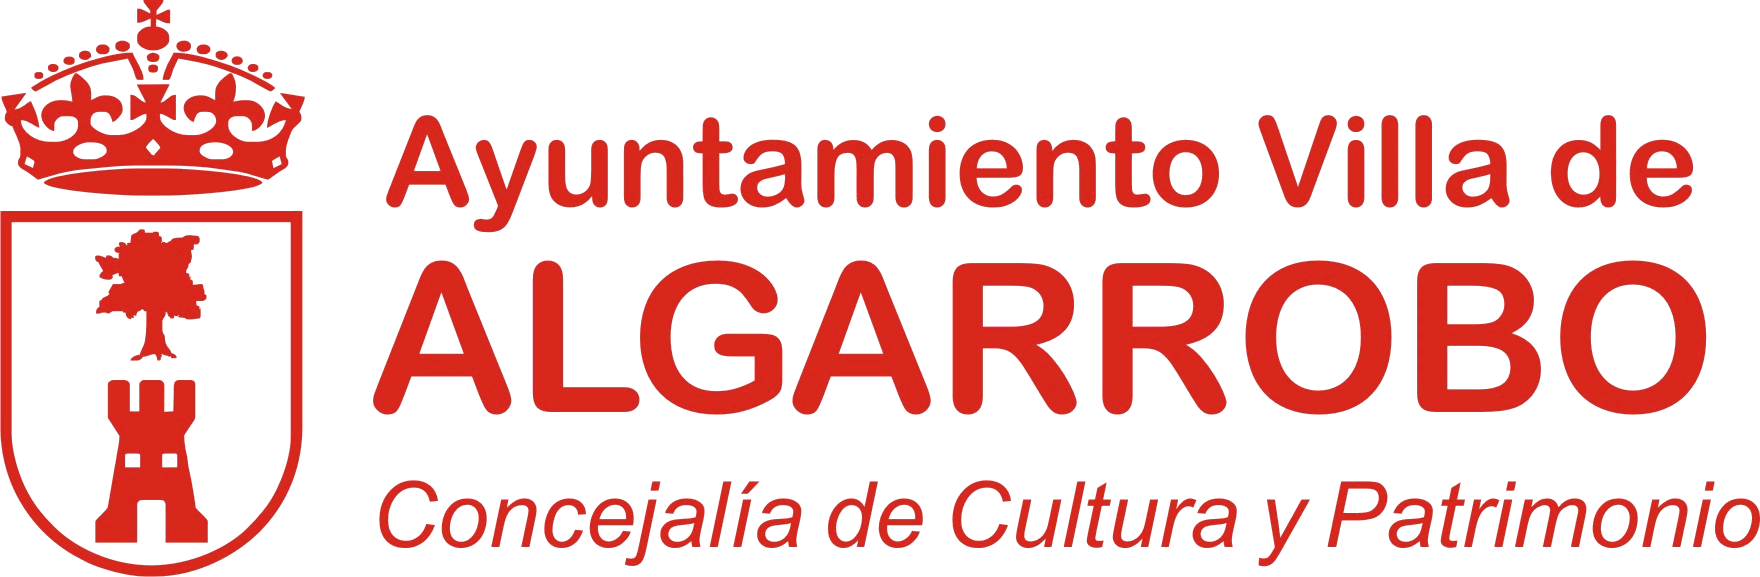 Ayuntamiento Villa de
ALGARROBO
Concejalía de Cultura y Patrimonio